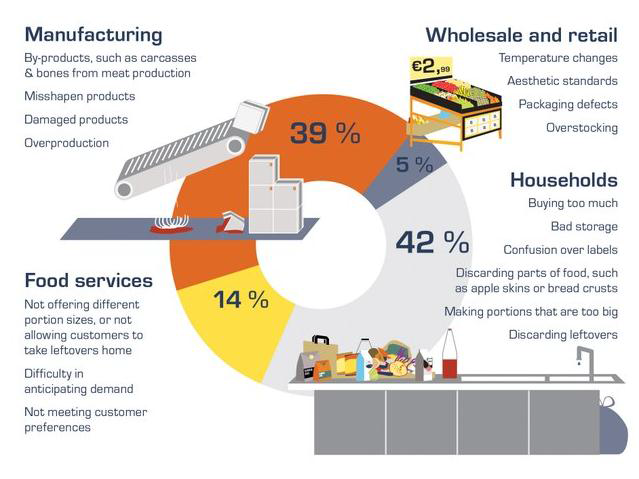 Manufacturing
By-products, such as carcasses
& bones from meat production
Misshapen products
Damaged products
Overproduction
Wholesale and retail
Temperature changes
Aesthetic standards
Packaging defects
Overstocking
€2,99
39 %
5 %
42 %
14 %
Households
Buying too much
Bad storage
Confusion over labels
Discarding parts of food, such
as apple skins or bread crusts
Making portions that are too big
Discarding leftovers
Food services
Not offering different
portion sizes, or not
allowing customers to
take leftovers home
Difficulty in
anticipating demand
Not meeting customer
preferences